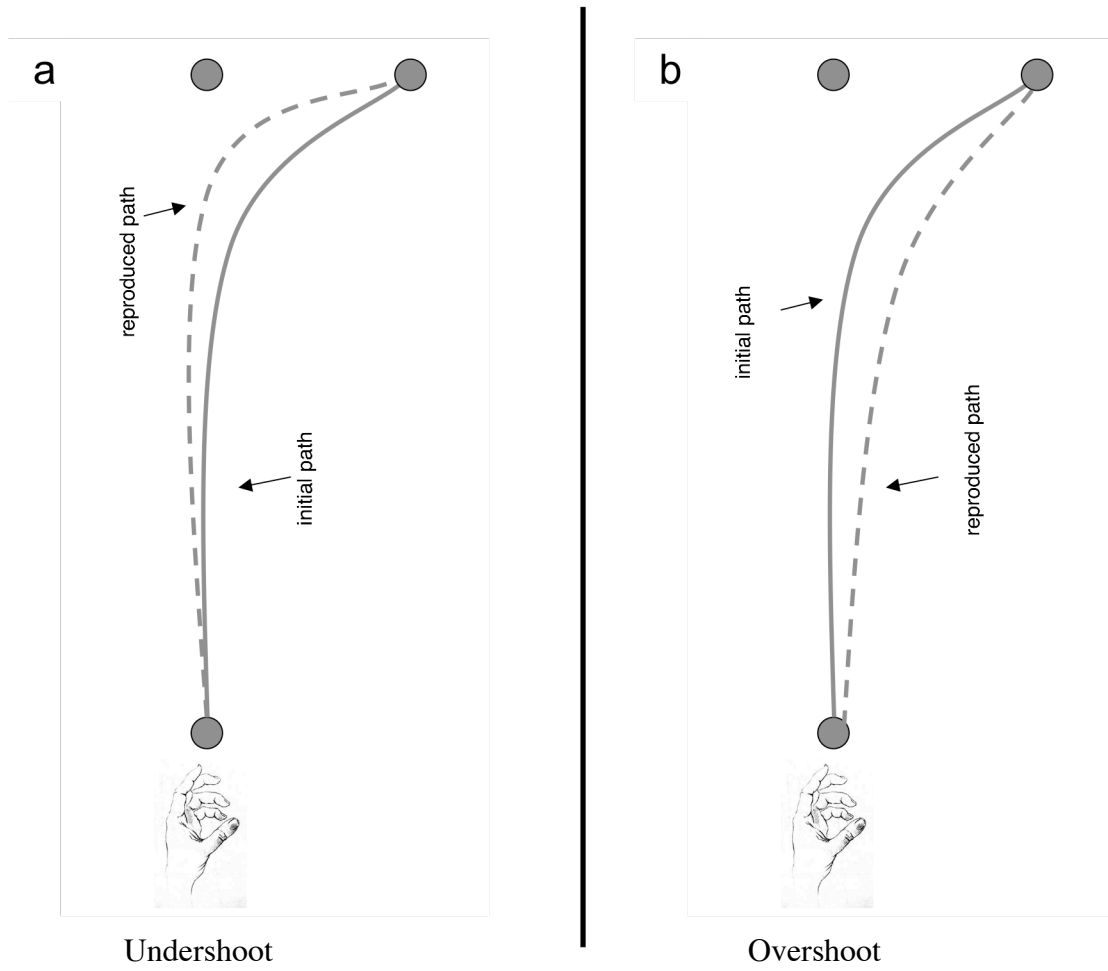 a
reproduced path
initial path
Undershoot
b
initial path
reproduced path
Overshoot